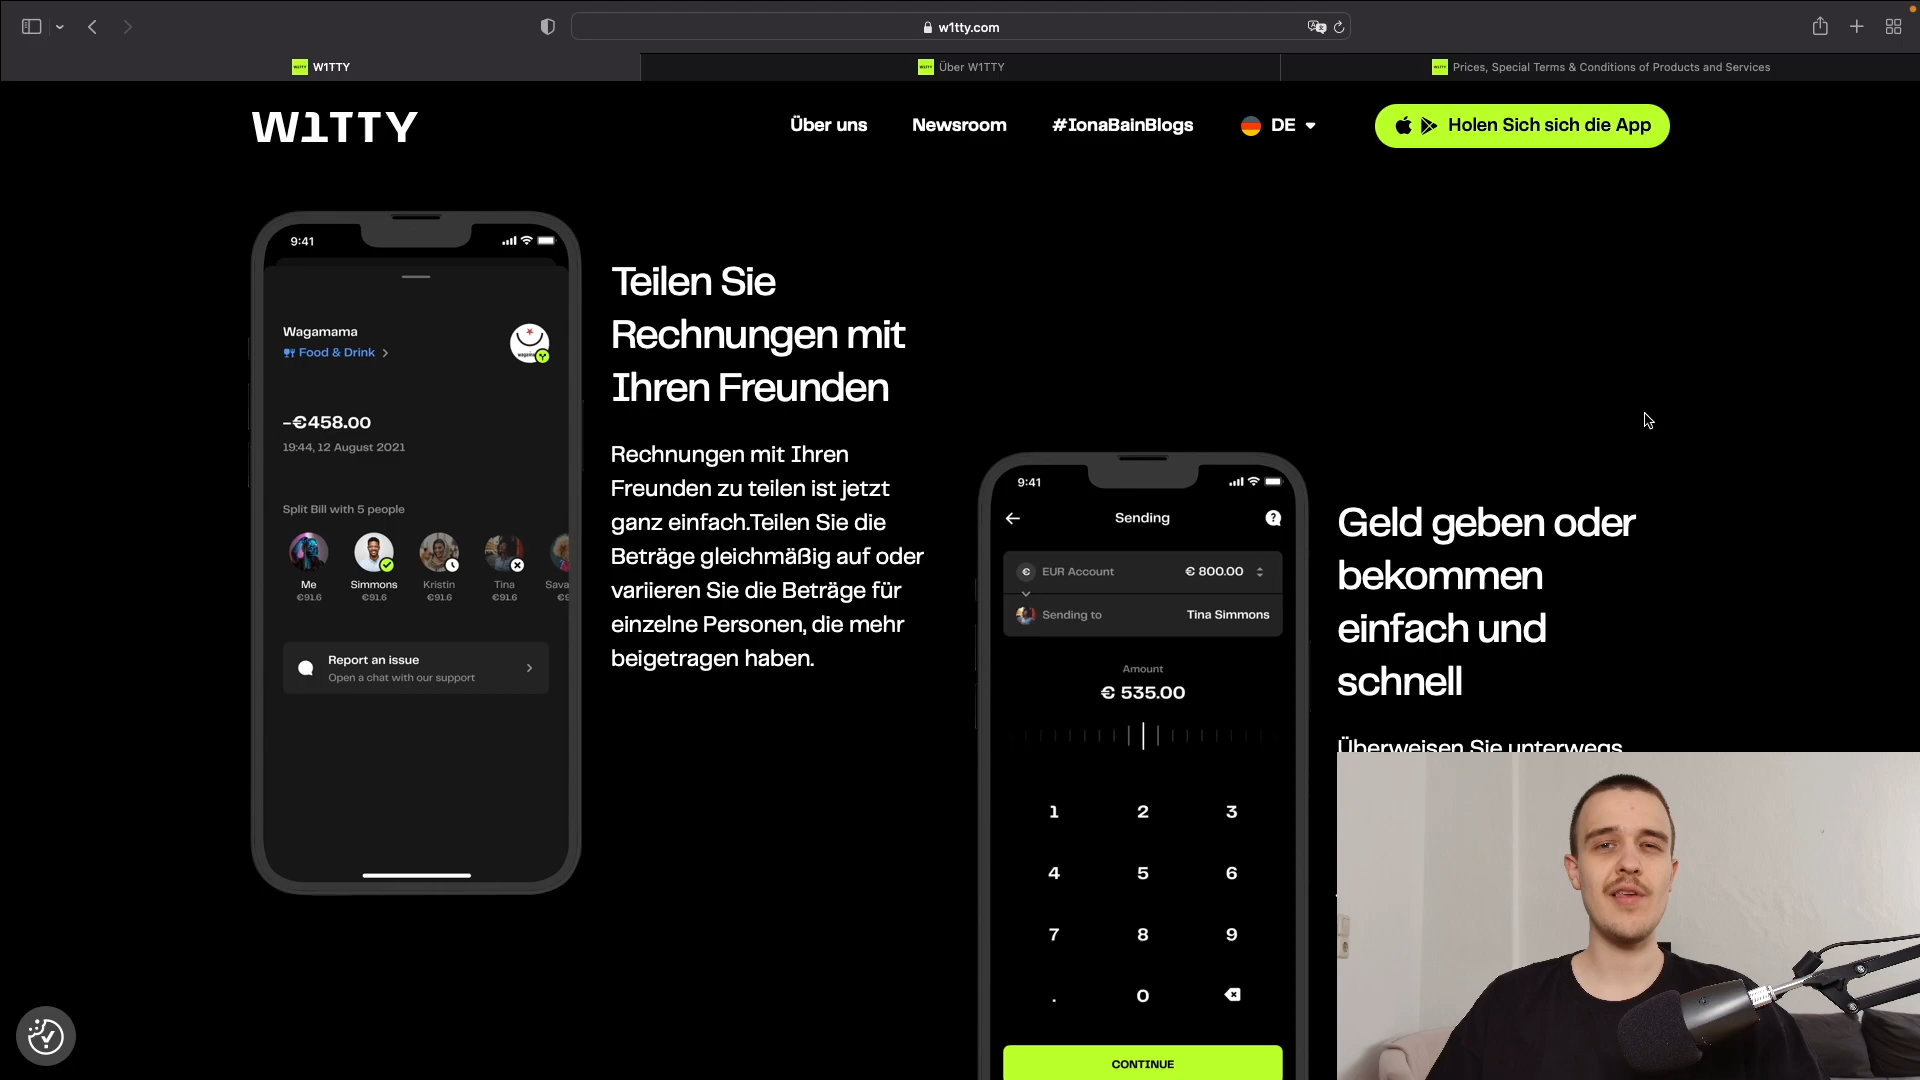 w1tty.com
W1TTY
Über W1TTY
Prices, Special Terms & Conditions of Products and Services
W1TTY
Über uns
Newsroom
#IonaBainBlogs
DE
Holen Sich sich die App
9:41
Wagamama
Food & Drink
-€458.00
19:44, 12 August 2021
Split Bill with 5 people
Me
Simmons
Kristin
Tina
Sava
€91.6
€91.6
€91.6
€91.6
€9
Report an issue
Open a chat with our support
Teilen Sie
Rechnungen mit
Ihren Freunden
Rechnungen mit Ihren
Freunden zu teilen ist jetzt
ganz einfach.Teilen Sie die
Beträge gleichmäßig auf oder
variieren Sie die Beträge für
einzelne Personen, die mehr
beigetragen haben.
9:41
Sending
EUR Account
€ 800.00
Sending to
Tina Simmons
Amount
€ 535.00
1 2 3
4 5 6
7 8 9
. 0
CONTINUE
Geld geben oder
bekommen
einfach und
schnell
Überweisen Sie unterwegs